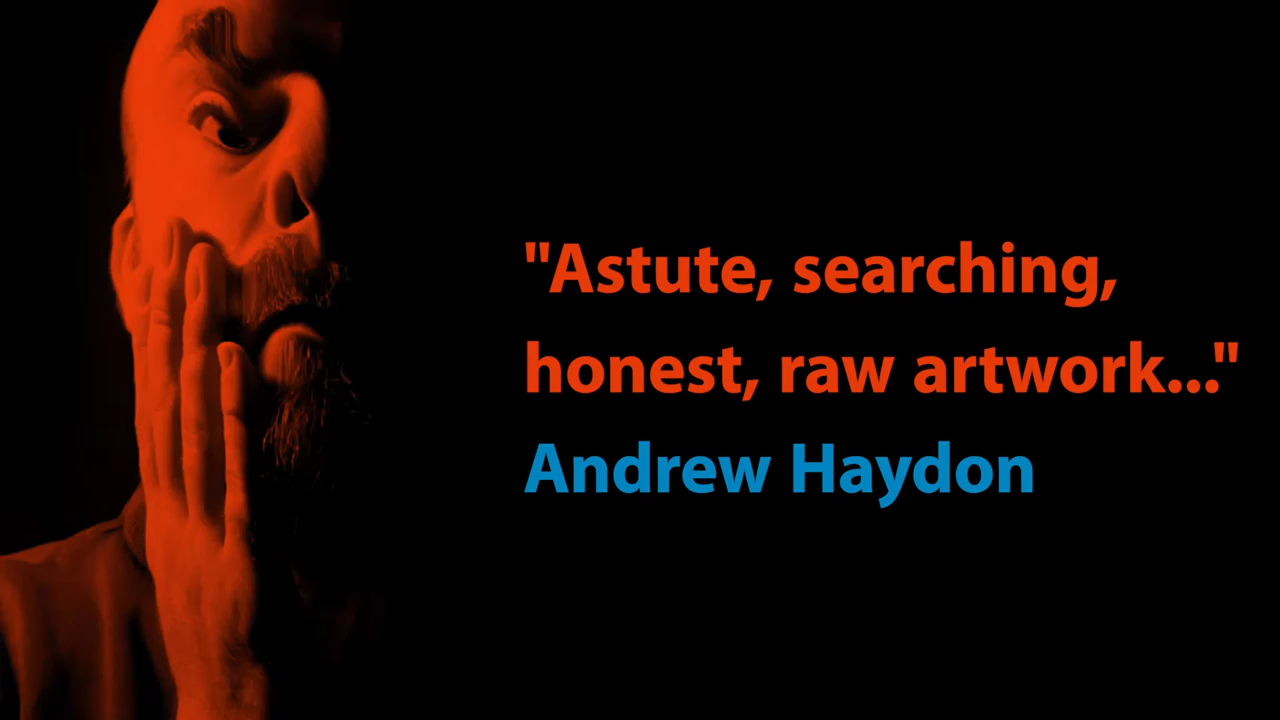 "Astute, searching,
honest, raw artwork..."
Andrew Haydon